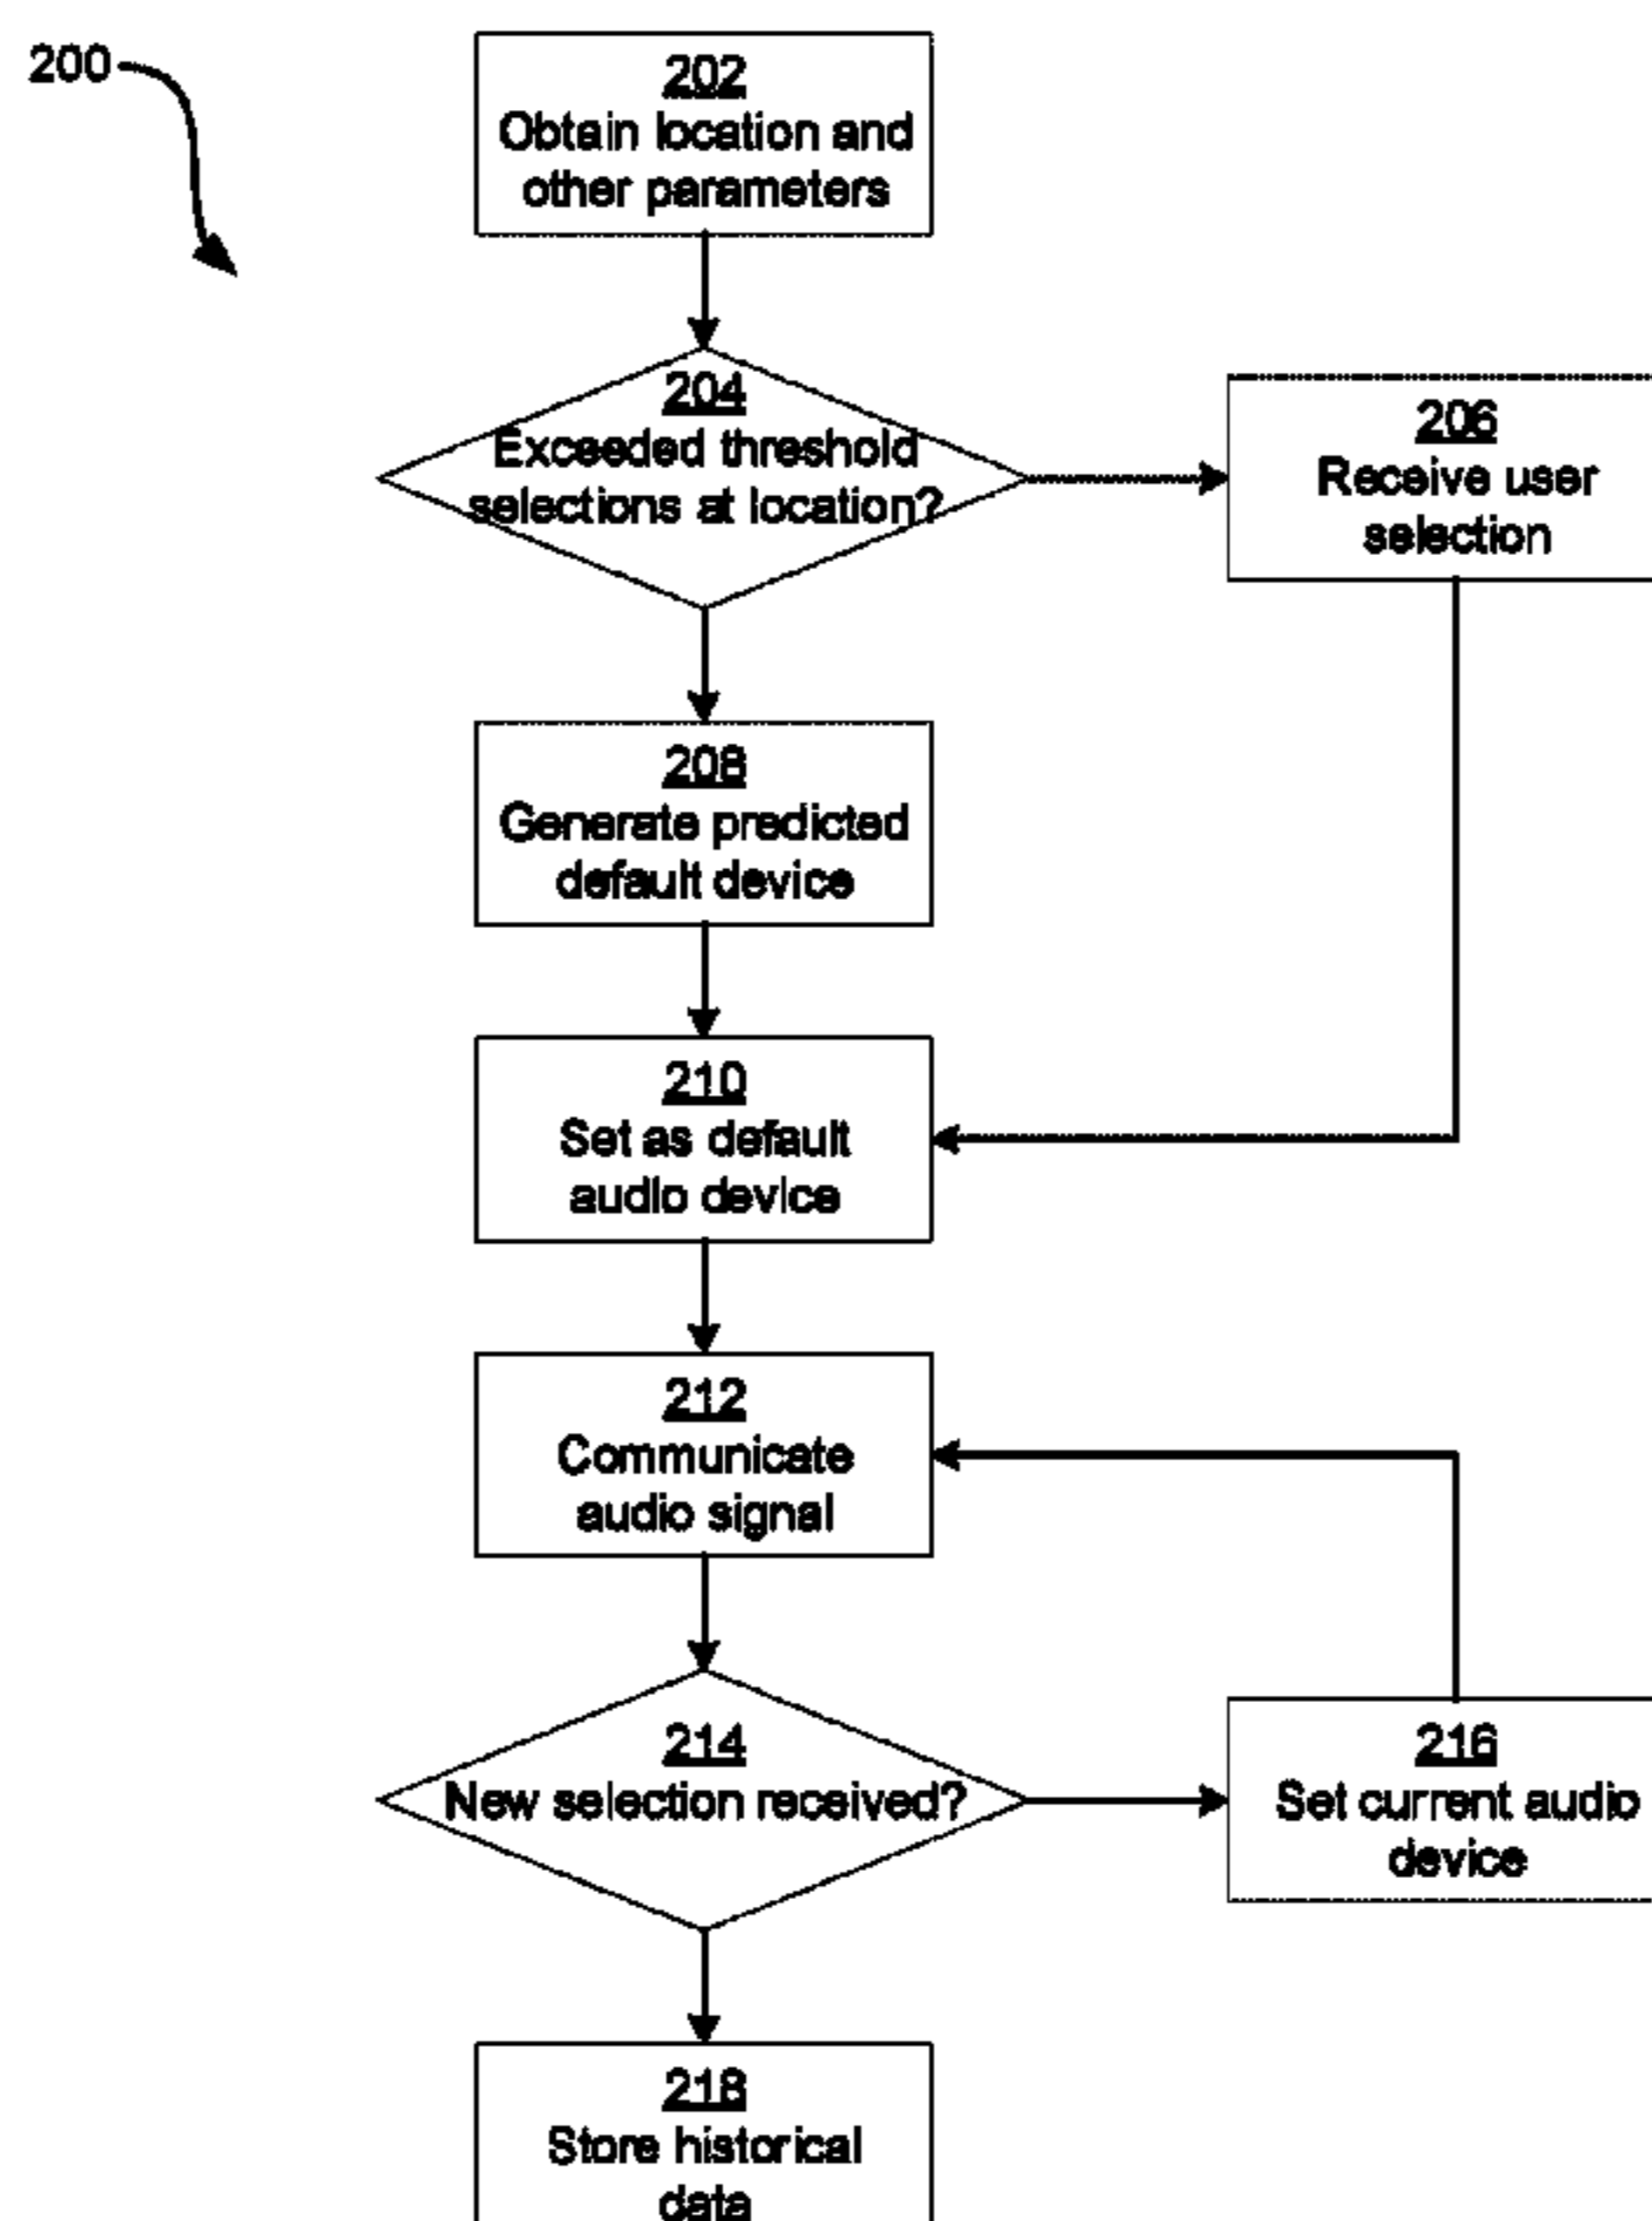 200
202
Obtain location and
other parameters
204
Exceeded threshold
selections at location?
206
Receive user
selection
208
Generate predicted
default device
210
Set as default
audio device
212
Communicate
audio signal
214
New selection received?
216
Set current audio
device
218
Store historical
data